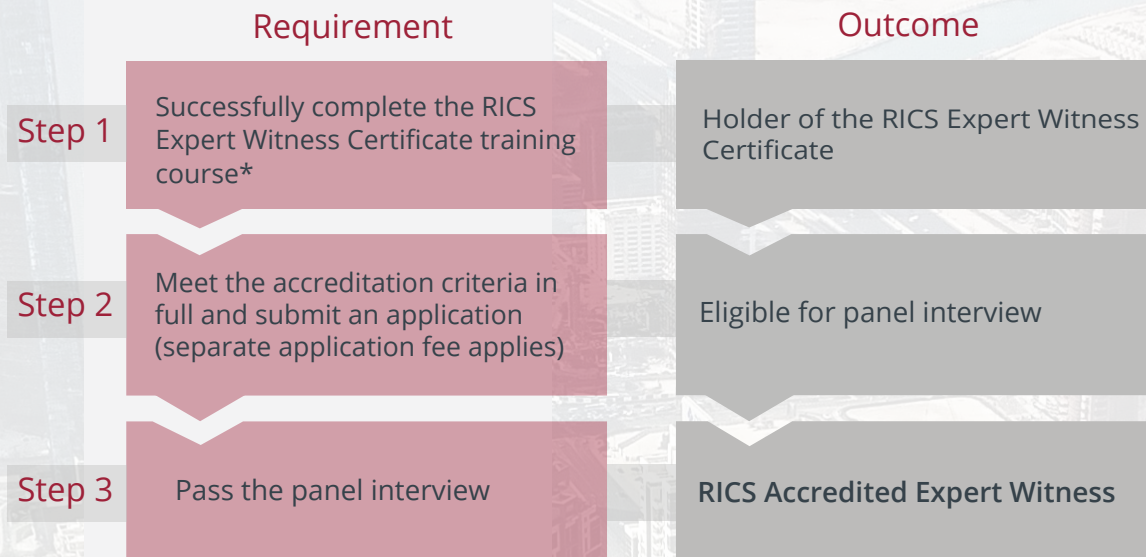 Requirement
Outcome
Step 1
Successfully complete the RICS
Expert Witness Certificate training
course*
Holder of the RICS Expert Witness
Certificate
Step 2
Meet the accreditation criteria in
full and submit an application
(separate application fee applies)
Eligible for panel interview
Step 3
Pass the panel interview
RICS Accredited Expert Witness